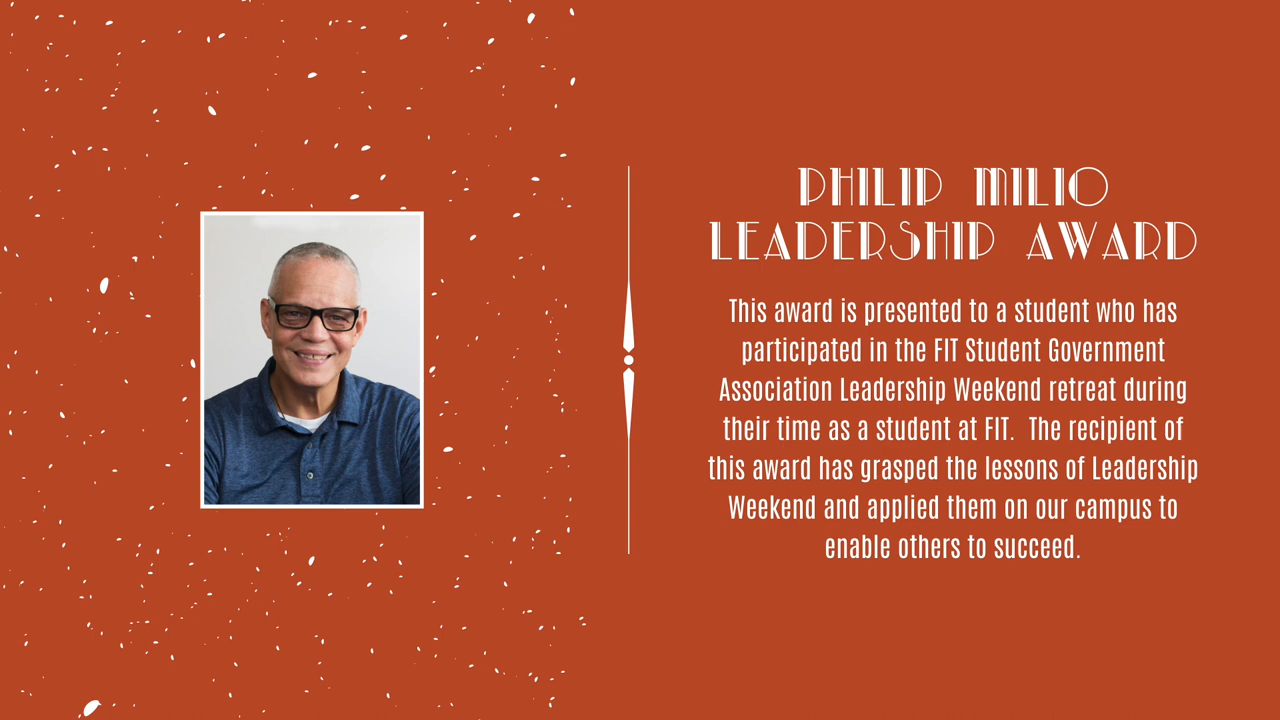 PHILIP MILIO
LEADERSHIP AWARD
This award is presented to a student who has
participated in the FIT Student Government
Association Leadership Weekend retreat during
their time as a student at FIT.  The recipient of
this award has grasped the lessons of Leadership
Weekend and applied them on our campus to
enable others to succeed.